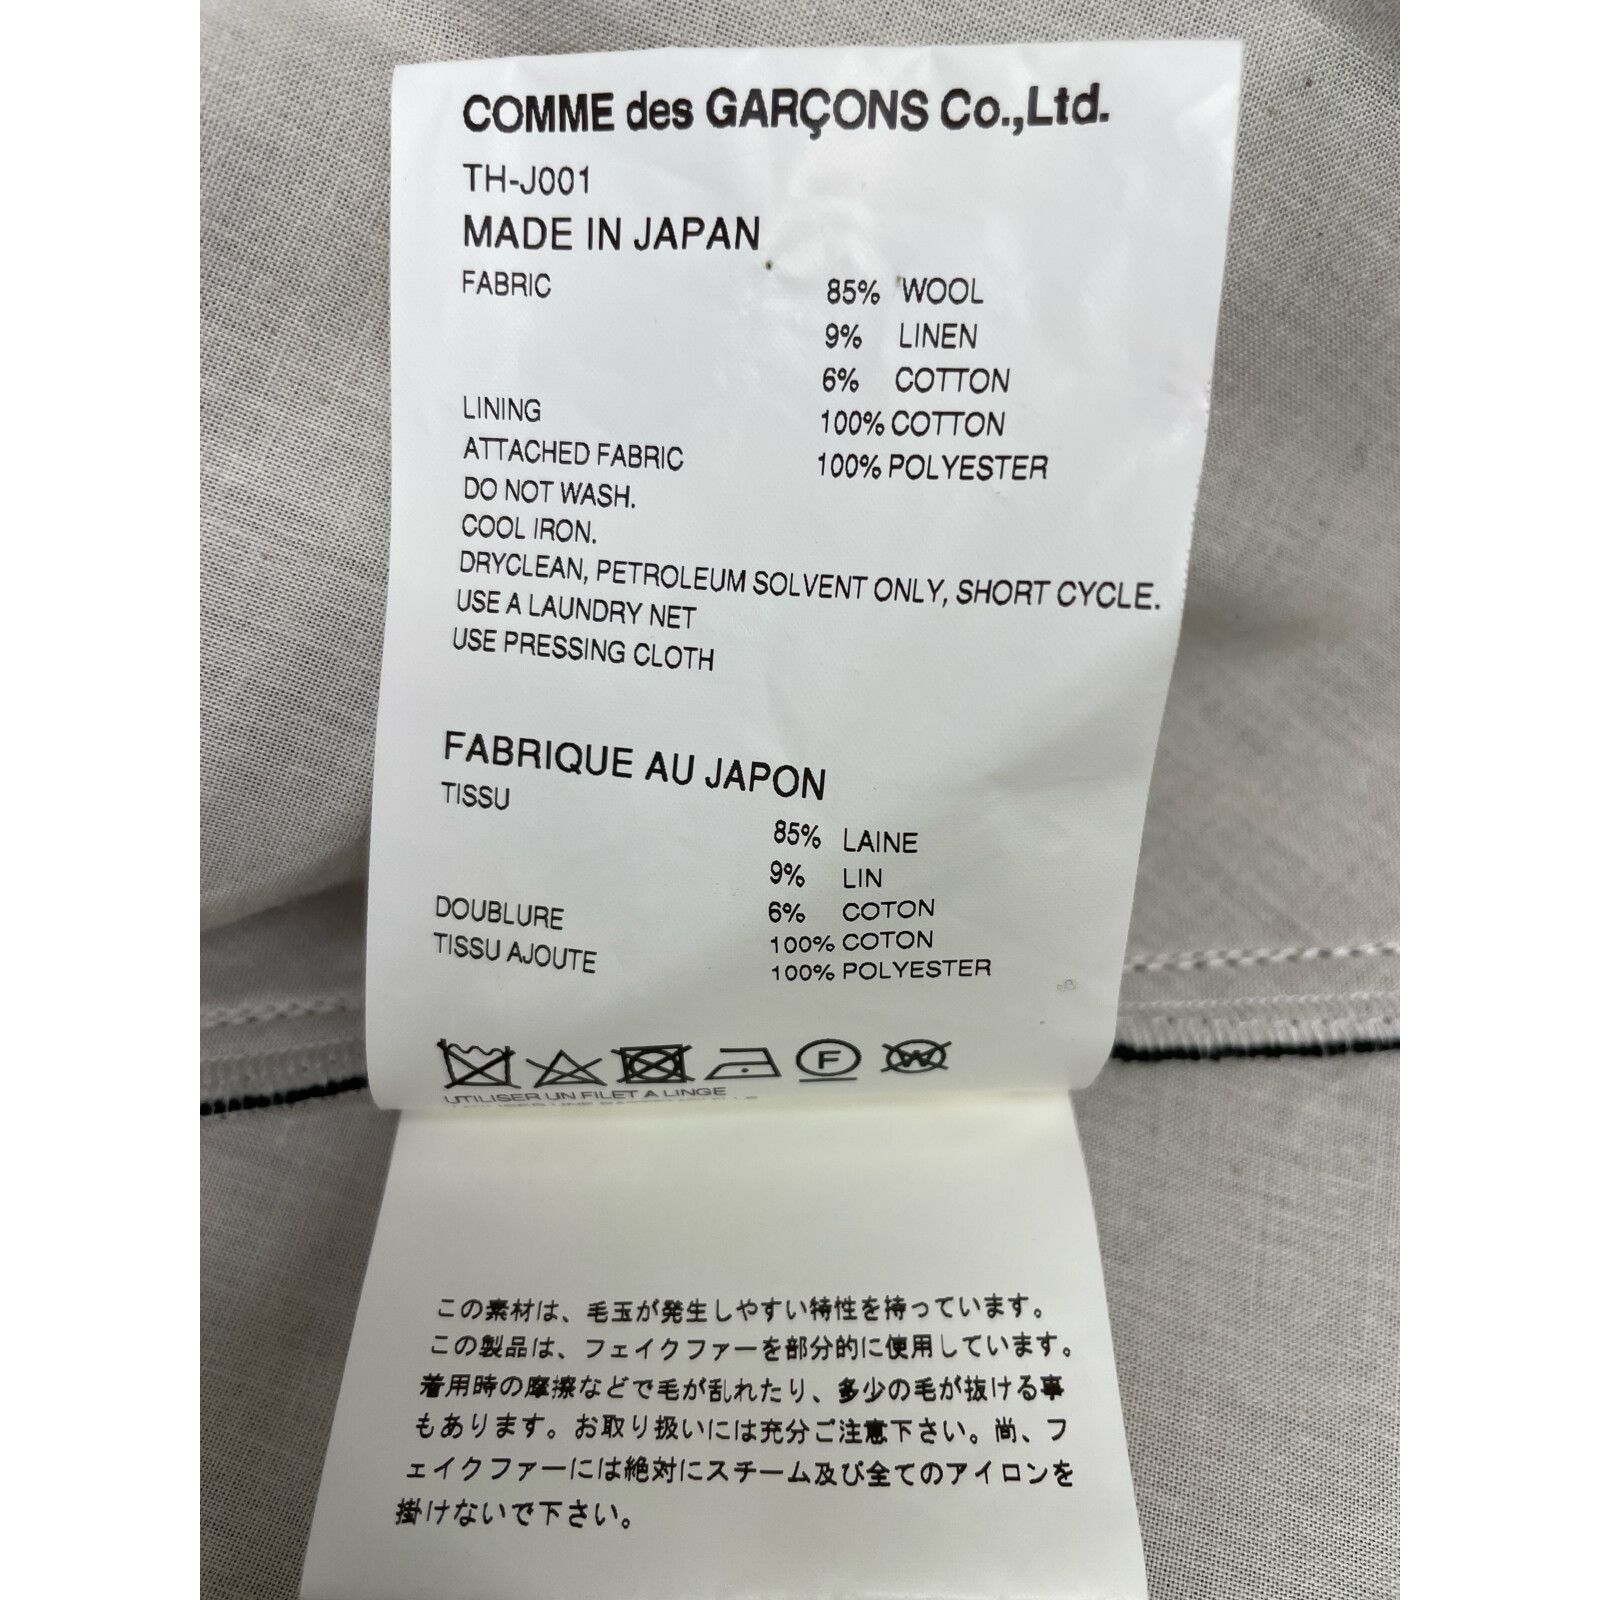 COMME des GARÇONS Co.,Ltd.
TH-J001
MADE IN JAPAN
FABRIC 85% WOOL
9% LINEN
6% COTTON
LINING 100% COTTON
ATTACHED FABRIC 100% POLYESTER
DO NOT WASH.
COOL IRON.
DRYCLEAN, PETROLEUM SOLVENT ONLY, SHORT CYCLE.
USE A LAUNDRY NET
USE PRESSING CLOTH
FABRIQUE AU JAPON
TISSU
85% LAINE
9% LIN
6% COTON
DOUBLURE 100% COTON
TISSU AJOUTE 100% POLYESTER
F W
UTILISER UN FILET A LINGE
この素材は、毛玉が発生しやすい特性を持っています。
この製品は、フェイクファーを部分的に使用しています。
着用時の摩擦などで毛が乱れたり、多少の毛が抜ける事
もあります。お取り扱いには充分ご注意下さい。尚、フ
ェイクファーには絶対にスチーム及び全てのアイロンを
掛けないで下さい。